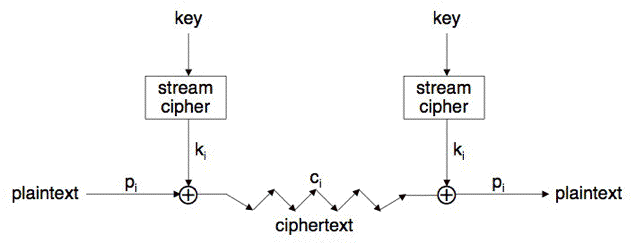 key
key
stream
cipher
stream
cipher
ki
ki
plaintext
pi
ci
pi
plaintext
ciphertext